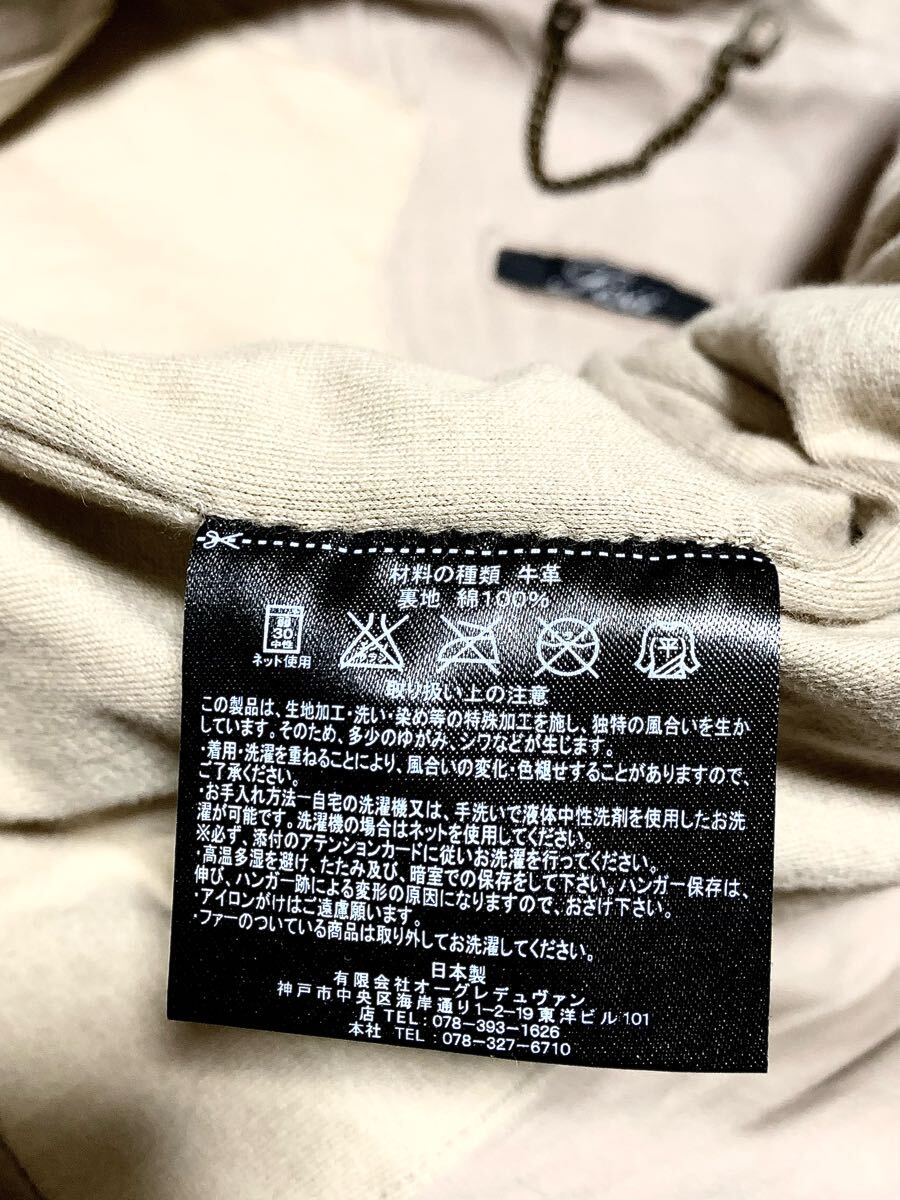 材料の種類 牛革
裏地 綿100%
弱
30
中性
ネット使用
平
取り扱い上の注意
この製品は、生地加工・洗い・染め等の特殊加工を施し、独特の風合いを生か
しています。そのため、多少のゆがみ、シワなどが生じます。
・着用・洗濯を重ねることにより、風合いの変化・色褪せすることがありますので、
ご了承ください。
・お手入れ方法ー自宅の洗濯機又は、手洗いで液体中性洗剤を使用したお洗
濯が可能です。洗濯機の場合はネットを使用してください。
※必ず、添付のアテンションカードに従いお洗濯を行ってください。
・高温多湿を避け、たたみ及び、暗室での保存をして下さい。ハンガー保存は、
伸び、ハンガー跡による変形の原因になりますので、おさけ下さい。
・アイロンがけはご遠慮願います。
・ファーのついている商品は取り外してお洗濯してください。
日本製
有限会社オーグレデュヴァン
神戸市中央区海岸通り1-2-19東洋ビル101
店 TEL:078-393-1626
本社 TEL:078-327-6710